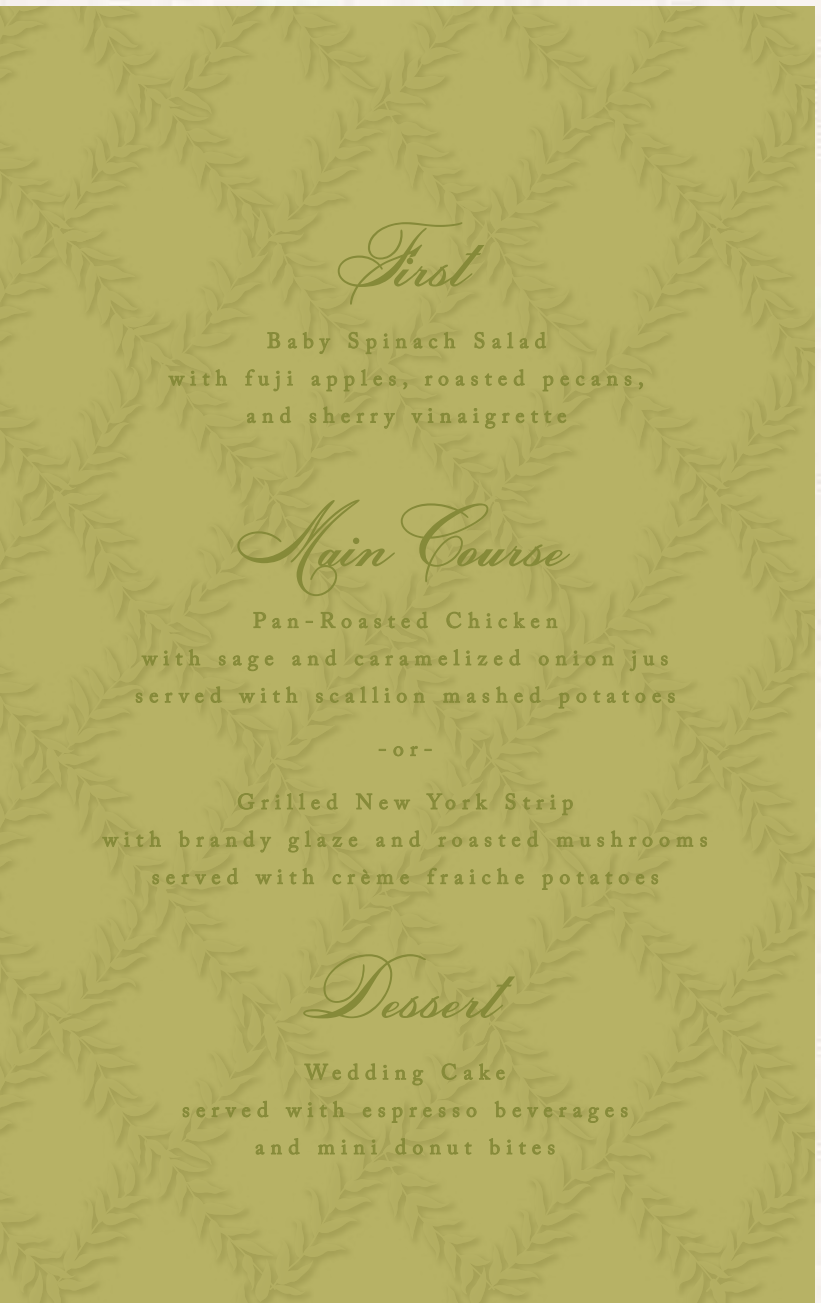 First
Baby Spinach Salad
with fuji apples, roasted pecans,
and sherry vinaigrette
Main Course
Pan-Roasted Chicken
with sage and caramelized onion jus
served with scallion mashed potatoes
-or-
Grilled New York Strip
with brandy glaze and roasted mushrooms
served with crème fraiche potatoes
Dessert
Wedding Cake
served with espresso beverages
and mini donut bites